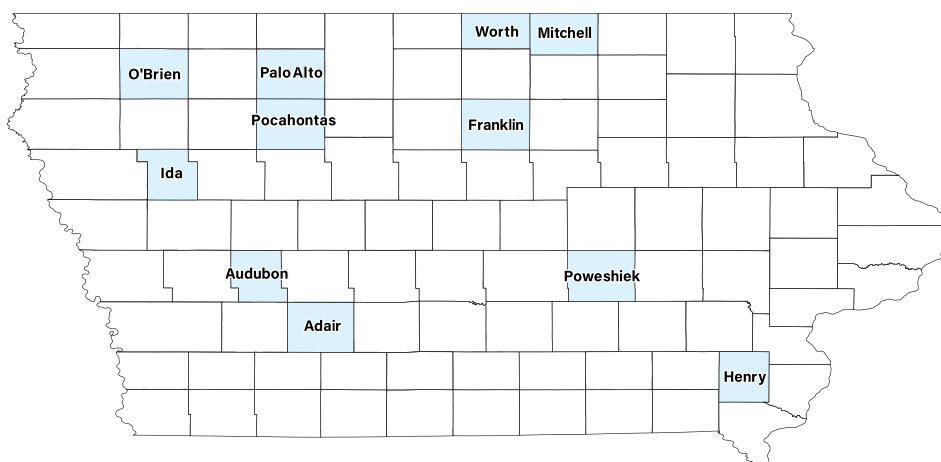 Worth
Mitchell
O'Brien
Palo Alto
Pocahontas
Franklin
Ida
Audubon
Poweshiek
Adair
Henry